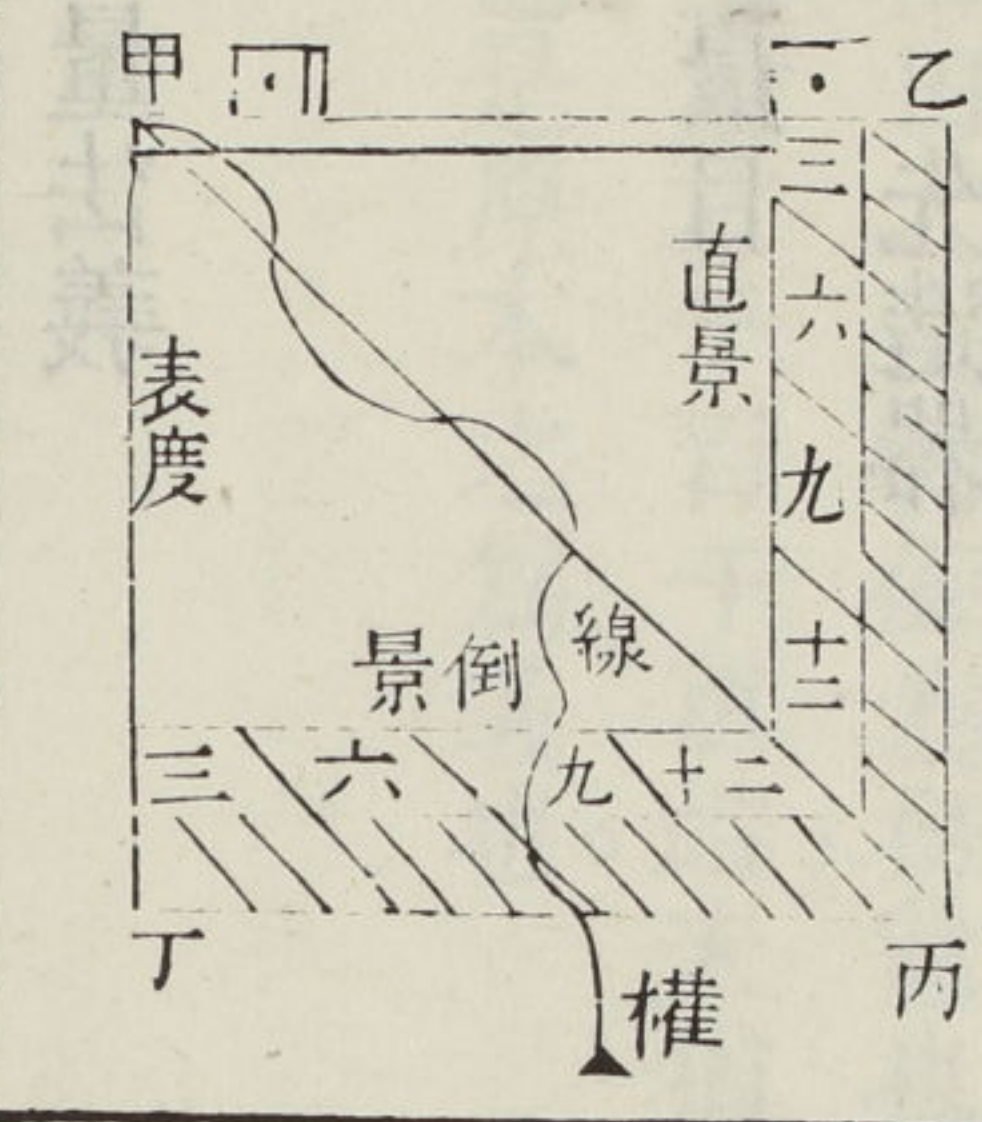 甲
乙
三
六
九
十二
直景
表度
線
倒景
三
六
九
十二
丁
丙
權